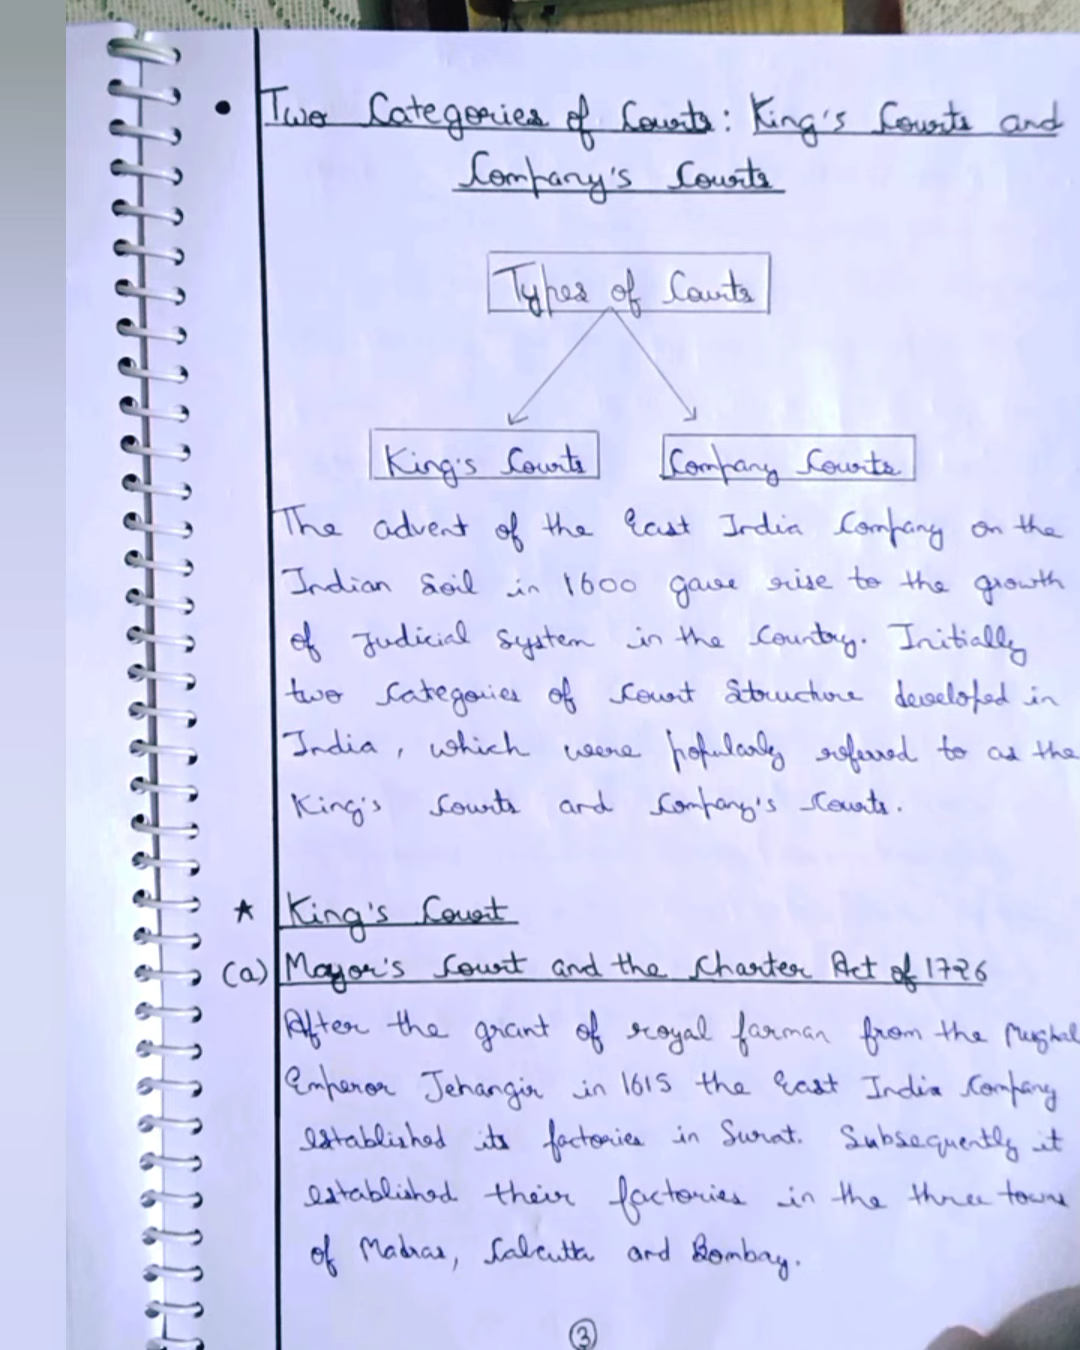 • Two Categories of Courts: King's Courts and
Company's Courts
Types of Courts
King's Courts
Company Courts
The advent of the East India Company on the
Indian Soil in 1600 gave rise to the growth
of Judicial system in the Country. Initially
two Categories of Court Structure developed in
India, which were popularly referred to as the
King's Courts and Company's Courts.
★ King's Court
(a) Mayor's Court and the Charter Act of 1726
After the grant of royal farman from the Mughal
Emperor Jehangir in 1615 the East India Company
established its factories in Surat. Subsequently it
established their factories in the three towns
of Madras, Calcutta and Bombay.
3